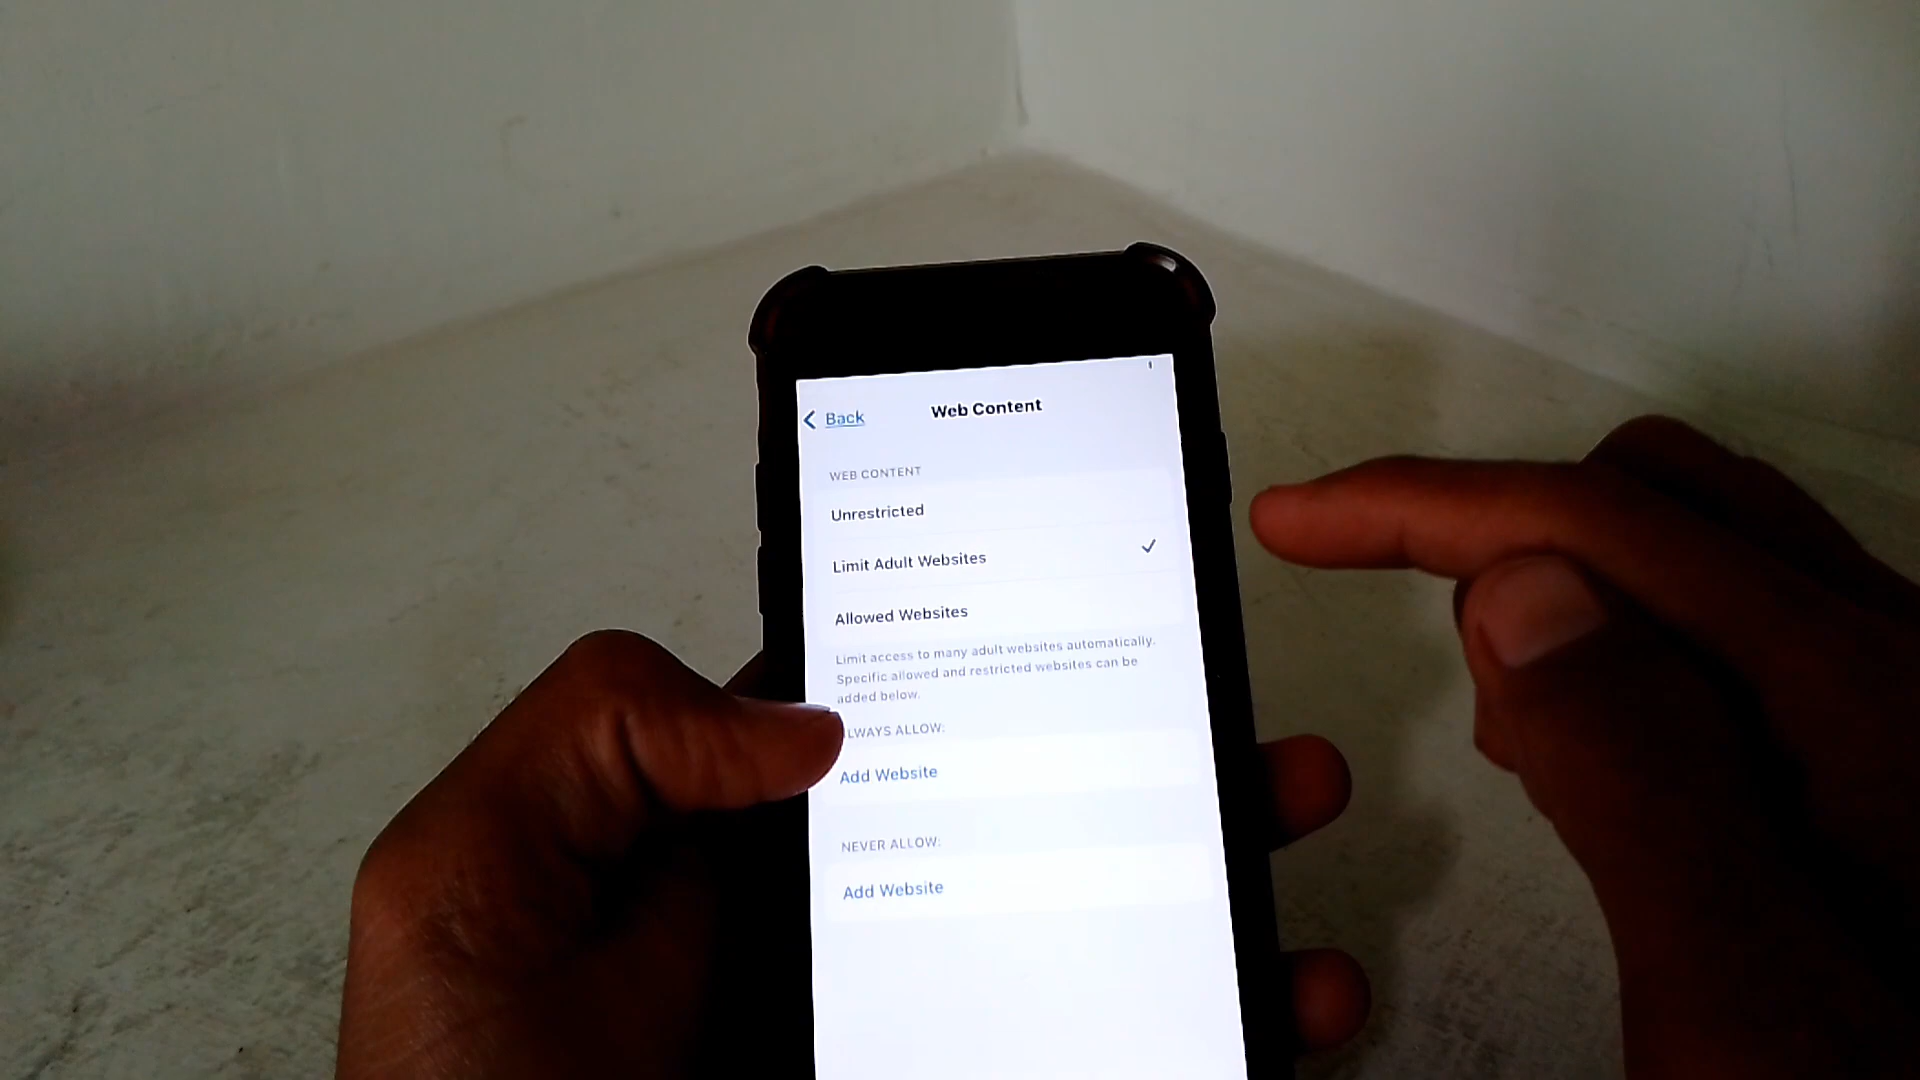 Back
Web Content
WEB CONTENT
Unrestricted
Limit Adult Websites
Allowed Websites
Limit access to many adult websites automatically.
Specific allowed and restricted websites can be
added below.
LWAYS ALLOW:
Add Website
NEVER ALLOW:
Add Website